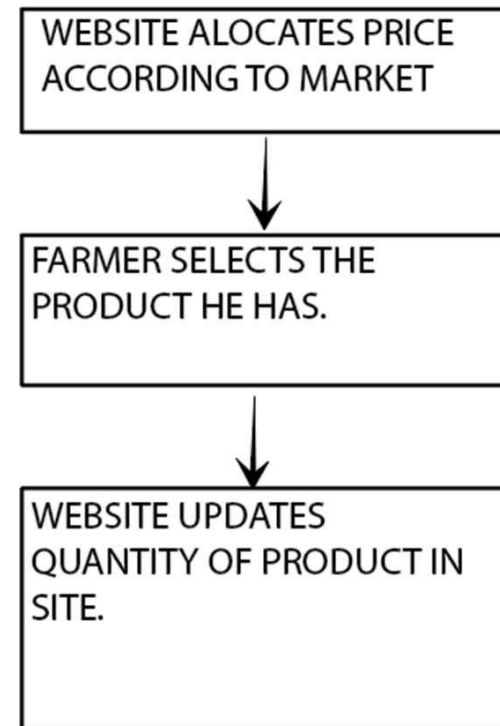 WEBSITE ALOCATES PRICE
ACCORDING TO MARKET
FARMER SELECTS THE
PRODUCT HE HAS.
WEBSITE UPDATES
QUANTITY OF PRODUCT IN
SITE.